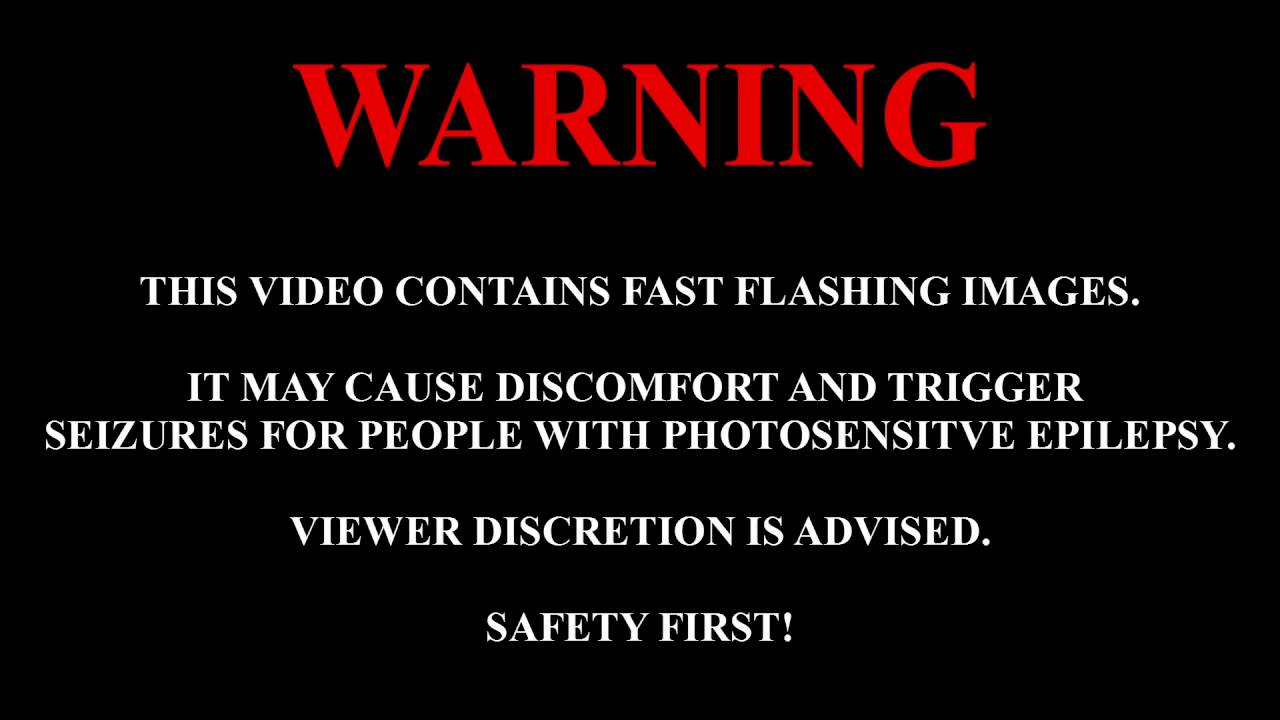 WARNING
THIS VIDEO CONTAINS FAST FLASHING IMAGES.
IT MAY CAUSE DISCOMFORT AND TRIGGER
SEIZURES FOR PEOPLE WITH PHOTOSENSITVE EPILEPSY.
VIEWER DISCRETION IS ADVISED.
SAFETY FIRST!